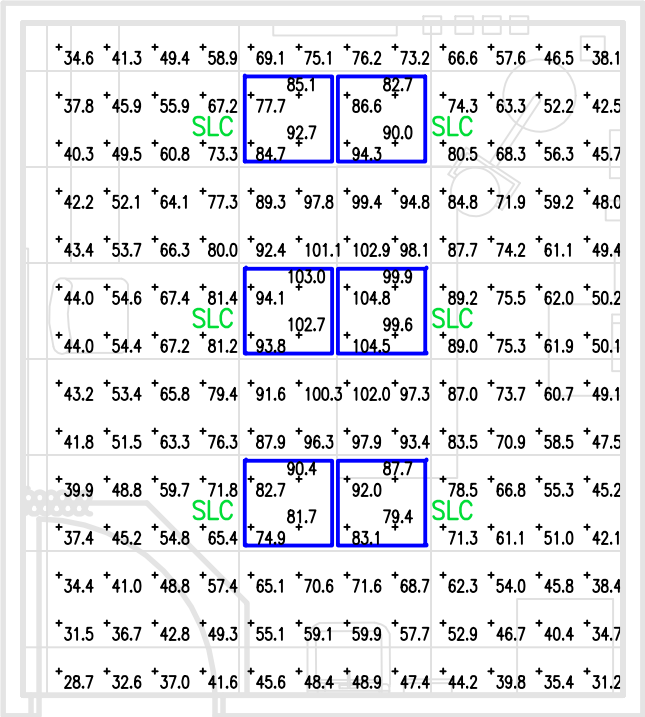 34.6 41.3 49.4 58.9 69.1 75.1 76.2 73.2 66.6 57.6 46.5 38.1
85.1 82.7
37.8 45.9 55.9 67.2 77.7 86.6 74.3 63.3 52.2 42.5
SLC SLC
92.7 90.0
40.3 49.5 60.8 73.3 84.7 94.3 80.5 68.3 56.3 45.7
42.2 52.1 64.1 77.3 89.3 97.8 99.4 94.8 84.8 71.9 59.2 48.0
43.4 53.7 66.3 80.0 92.4 101.1 102.9 98.1 87.7 74.2 61.1 49.4
103.0 99.9
44.0 54.6 67.4 81.4 94.1 104.8 89.2 75.5 62.0 50.2
SLC SLC
102.7 99.6
44.0 54.4 67.2 81.2 93.8 104.5 89.0 75.3 61.9 50.1
43.2 53.4 65.8 79.4 91.6 100.3 102.0 97.3 87.0 73.7 60.7 49.1
41.8 51.5 63.3 76.3 87.9 96.3 97.9 93.4 83.5 70.9 58.5 47.5
90.4 87.7
39.9 48.8 59.7 71.8 82.7 92.0 78.5 66.8 55.3 45.2
SLC SLC
81.7 79.4
37.4 45.2 54.8 65.4 74.9 83.1 71.3 61.1 51.0 42.1
34.4 41.0 48.8 57.4 65.1 70.6 71.6 68.7 62.3 54.0 45.8 38.4
31.5 36.7 42.8 49.3 55.1 59.1 59.9 57.7 52.9 46.7 40.4 34.7
28.7 32.6 37.0 41.6 45.6 48.4 48.9 47.4 44.2 39.8 35.4 31.2